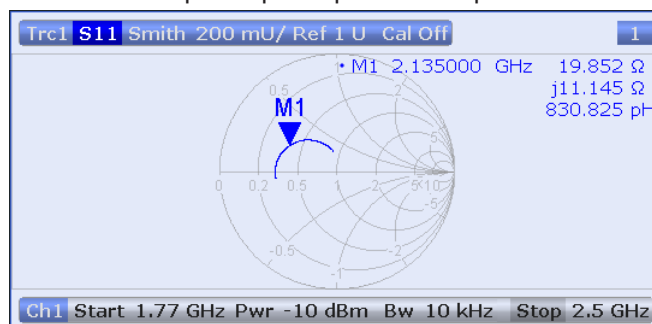 Trc1 S11 Smith 200 mU/ Ref 1 U Cal Off 1
• M1 2.135000 GHz 19.852 Ω
j11.145 Ω
830.825 pH
0.5 2
M1
5
0 0.2 0.5 1 2 5 10
-5
-0.5 -2
-1
Ch1 Start 1.77 GHz Pwr -10 dBm Bw 10 kHz Stop 2.5 GHz